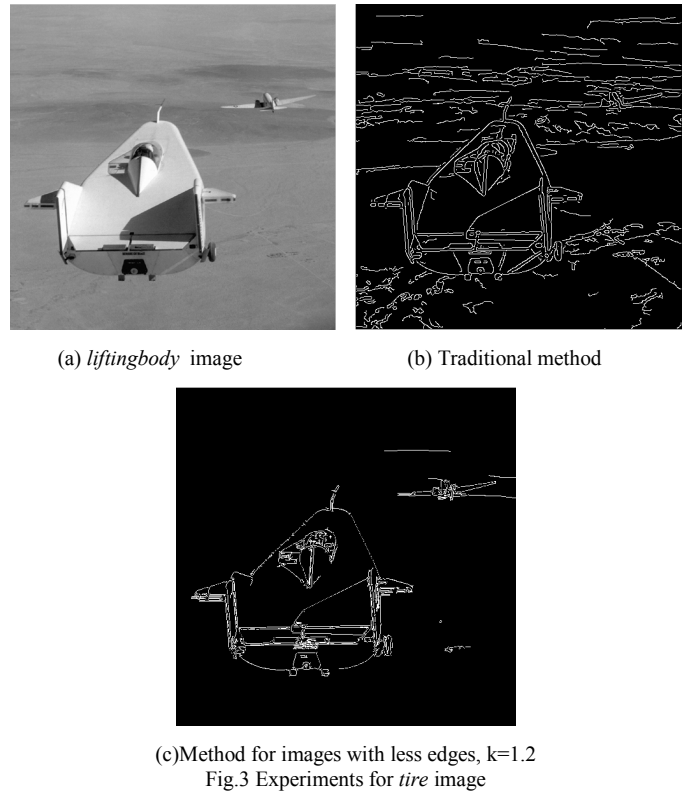 (a) liftingbody image
(b) Traditional method
(c)Method for images with less edges, k=1.2
Fig.3 Experiments for tire image